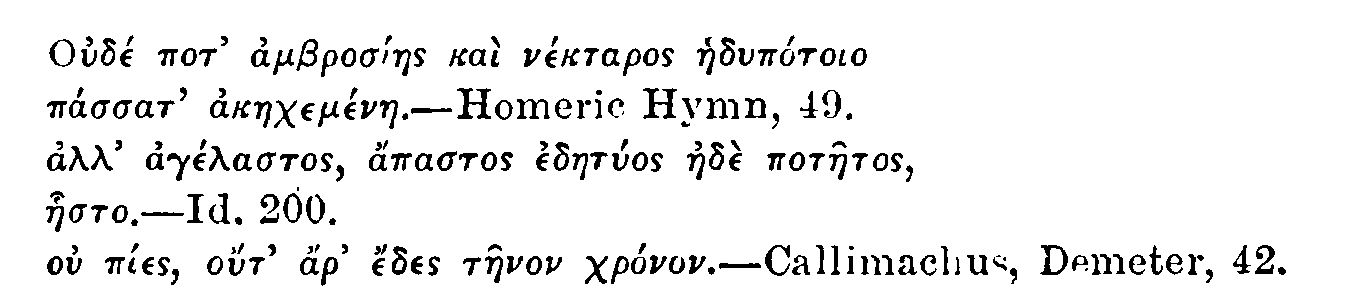 Οὐδέ ποτ’ ἀμβροσίης καὶ νέκταρος ἡδυπότοιο
πάσσατ’ ἀκηχεμένη.—Homeric Hymn, 49.
ἀλλ’ ἀγέλαστος, ἄπαστος ἐδητύος ἠδὲ ποτῆτος,
ἧστο.—Id. 200.
οὐ πίες, οὔτ’ ἄρ’ ἔδες τῆνον χρόνον.—Callimachus, Demeter, 42.